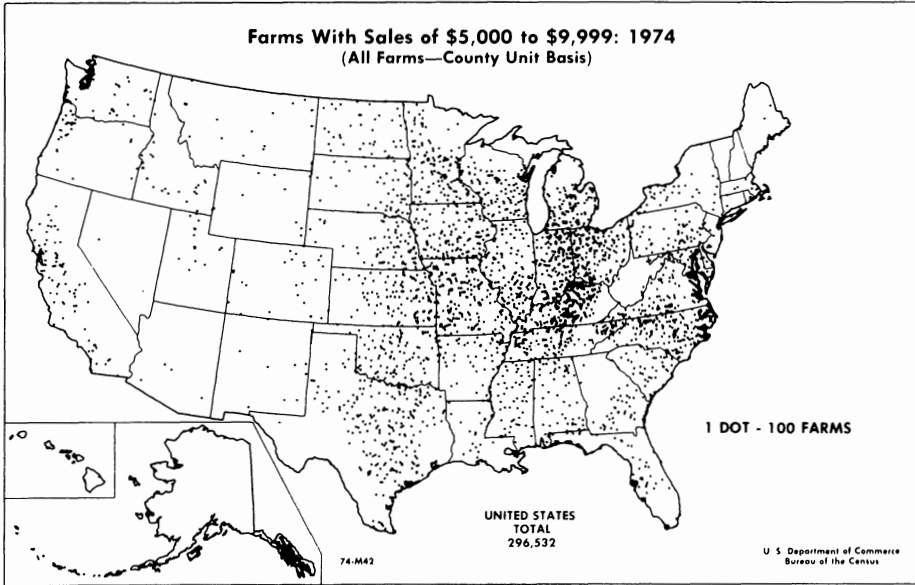 Farms With Sales of $5,000 to $9,999: 1974
(All Farms—County Unit Basis)
1 DOT - 100 FARMS
UNITED STATES
TOTAL
296,532
74-M42
U S Department of Commerce
Bureau of the Census